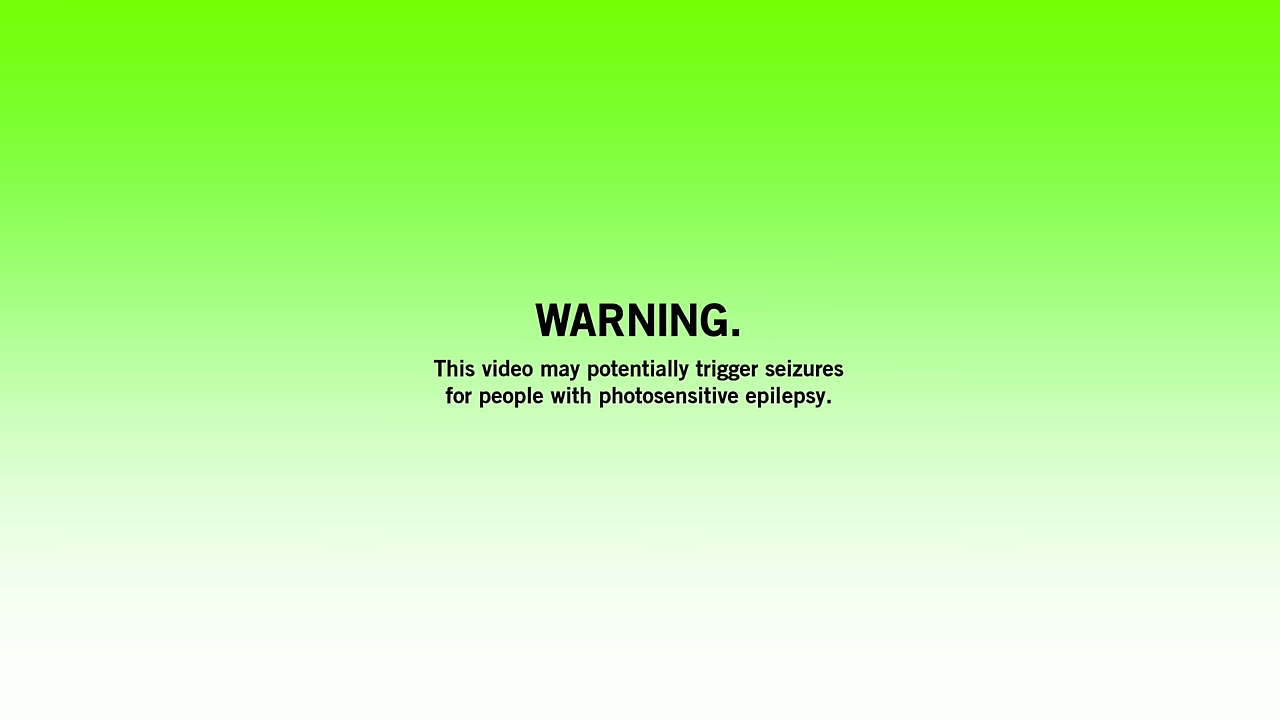 WARNING.
This video may potentially trigger seizures
for people with photosensitive epilepsy.